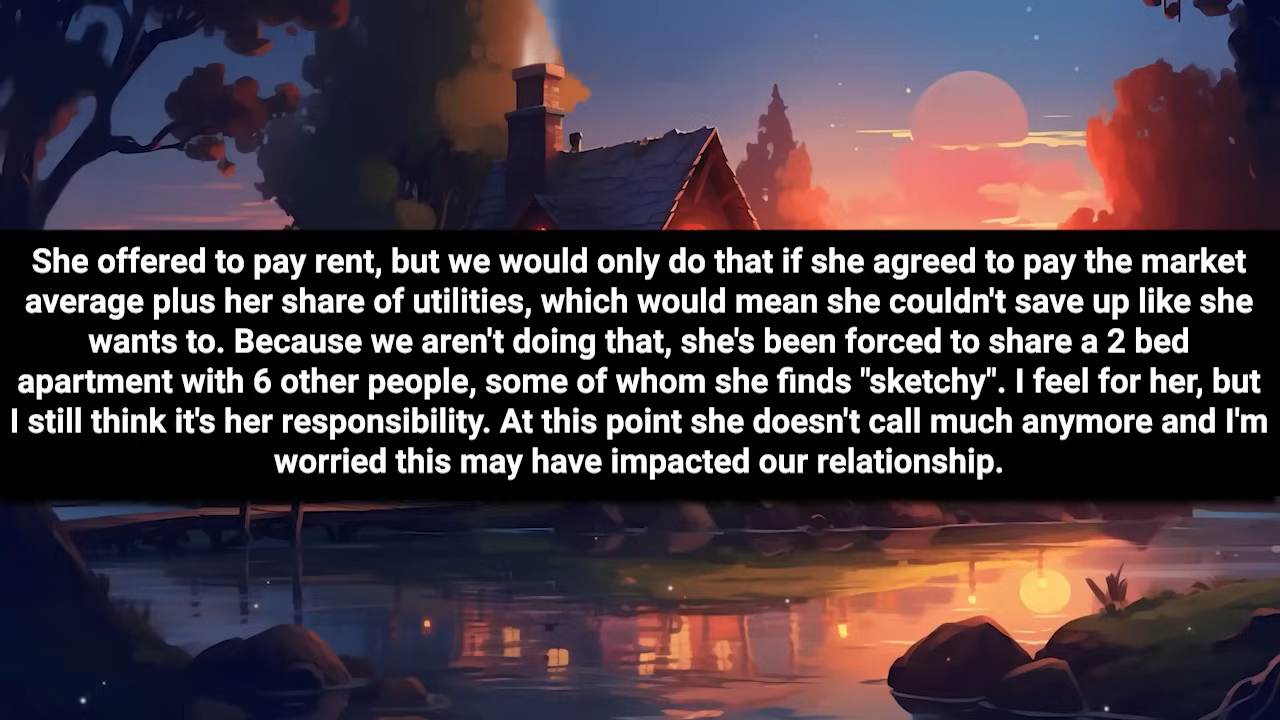 She offered to pay rent, but we would only do that if she agreed to pay the market
average plus her share of utilities, which would mean she couldn't save up like she
wants to. Because we aren't doing that, she's been forced to share a 2 bed
apartment with 6 other people, some of whom she finds "sketchy". I feel for her, but
I still think it's her responsibility. At this point she doesn't call much anymore and I'm
worried this may have impacted our relationship.